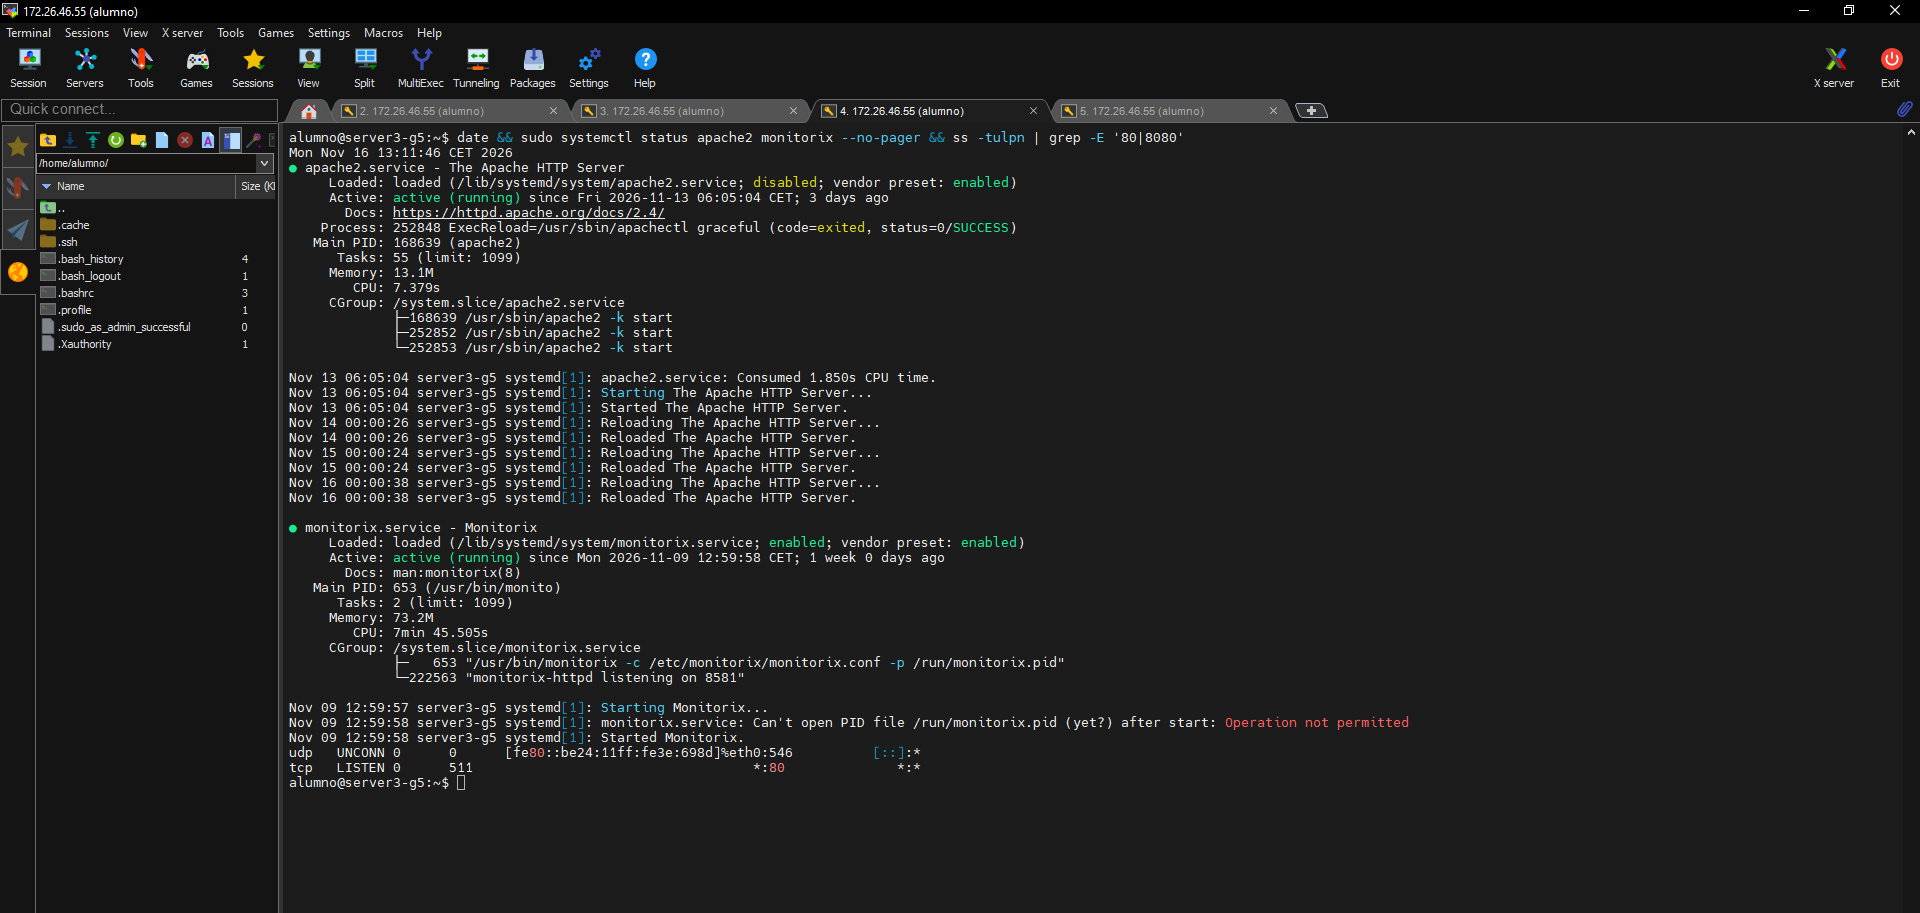 172.26.46.55 (alumno)
Terminal Sessions View X server Tools Games Settings Macros Help
Session Servers Tools Games Sessions View Split MultiExec Tunneling Packages Settings Help X server Exit
Quick connect...
2. 172.26.46.55 (alumno) 3. 172.26.46.55 (alumno) 4. 172.26.46.55 (alumno) 5. 172.26.46.55 (alumno)
/home/alumno/
Name Size (K
..
.cache
.ssh
.bash_history 4
.bash_logout 1
.bashrc 3
.profile 1
.sudo_as_admin_successful 0
.Xauthority 1
alumno@server3-g5:~$ date && sudo systemctl status apache2 monitorix --no-pager && ss -tulpn | grep -E '80|8080'
Mon Nov 16 13:11:46 CET 2026
● apache2.service - The Apache HTTP Server
Loaded: loaded (/lib/systemd/system/apache2.service; disabled; vendor preset: enabled)
Active: active (running) since Fri 2026-11-13 06:05:04 CET; 3 days ago
Docs: https://httpd.apache.org/docs/2.4/
Process: 252848 ExecReload=/usr/sbin/apachectl graceful (code=exited, status=0/SUCCESS)
Main PID: 168639 (apache2)
Tasks: 55 (limit: 1099)
Memory: 13.1M
CPU: 7.379s
CGroup: /system.slice/apache2.service
├─168639 /usr/sbin/apache2 -k start
├─252852 /usr/sbin/apache2 -k start
└─252853 /usr/sbin/apache2 -k start
Nov 13 06:05:04 server3-g5 systemd[1]: apache2.service: Consumed 1.850s CPU time.
Nov 13 06:05:04 server3-g5 systemd[1]: Starting The Apache HTTP Server...
Nov 13 06:05:04 server3-g5 systemd[1]: Started The Apache HTTP Server.
Nov 14 00:00:26 server3-g5 systemd[1]: Reloading The Apache HTTP Server...
Nov 14 00:00:26 server3-g5 systemd[1]: Reloaded The Apache HTTP Server.
Nov 15 00:00:24 server3-g5 systemd[1]: Reloading The Apache HTTP Server...
Nov 15 00:00:24 server3-g5 systemd[1]: Reloaded The Apache HTTP Server.
Nov 16 00:00:38 server3-g5 systemd[1]: Reloading The Apache HTTP Server...
Nov 16 00:00:38 server3-g5 systemd[1]: Reloaded The Apache HTTP Server.
● monitorix.service - Monitorix
Loaded: loaded (/lib/systemd/system/monitorix.service; enabled; vendor preset: enabled)
Active: active (running) since Mon 2026-11-09 12:59:58 CET; 1 week 0 days ago
Docs: man:monitorix(8)
Main PID: 653 (/usr/bin/monito)
Tasks: 2 (limit: 1099)
Memory: 73.2M
CPU: 7min 45.505s
CGroup: /system.slice/monitorix.service
├─ 653 "/usr/bin/monitorix -c /etc/monitorix/monitorix.conf -p /run/monitorix.pid"
└─222563 "monitorix-httpd listening on 8581"
Nov 09 12:59:57 server3-g5 systemd[1]: Starting Monitorix...
Nov 09 12:59:58 server3-g5 systemd[1]: monitorix.service: Can't open PID file /run/monitorix.pid (yet?) after start: Operation not permitted
Nov 09 12:59:58 server3-g5 systemd[1]: Started Monitorix.
udp UNCONN 0 0 [fe80::be24:11ff:fe3e:698d]%eth0:546 [::]:*
tcp LISTEN 0 511 *:80 *:*
alumno@server3-g5:~$